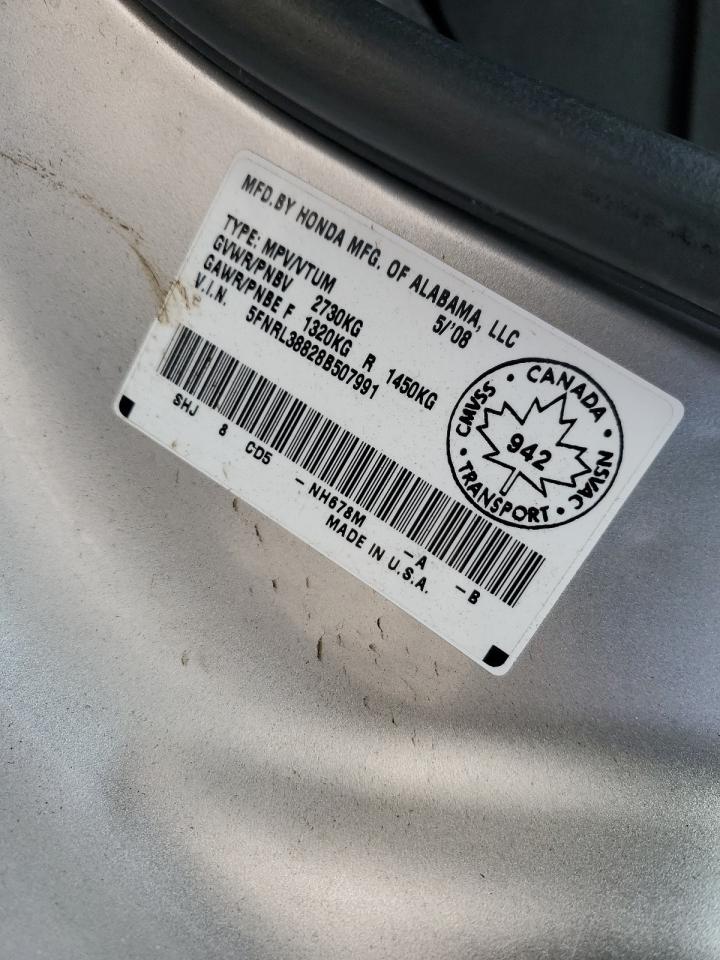 MFD.BY HONDA MFG. OF ALABAMA, LLC
TYPE: MPV/VTUM 5/'08
GVWR/PNBV 2730KG
GAWR/PNBE F 1320KG R 1450KG
V.I.N. 5FNRL38828B507991
CANADA
CMVSS
942
NSVAC
TRANSPORT
SHJ 8 CD5 -NH678M -A -B
MADE IN U.S.A.